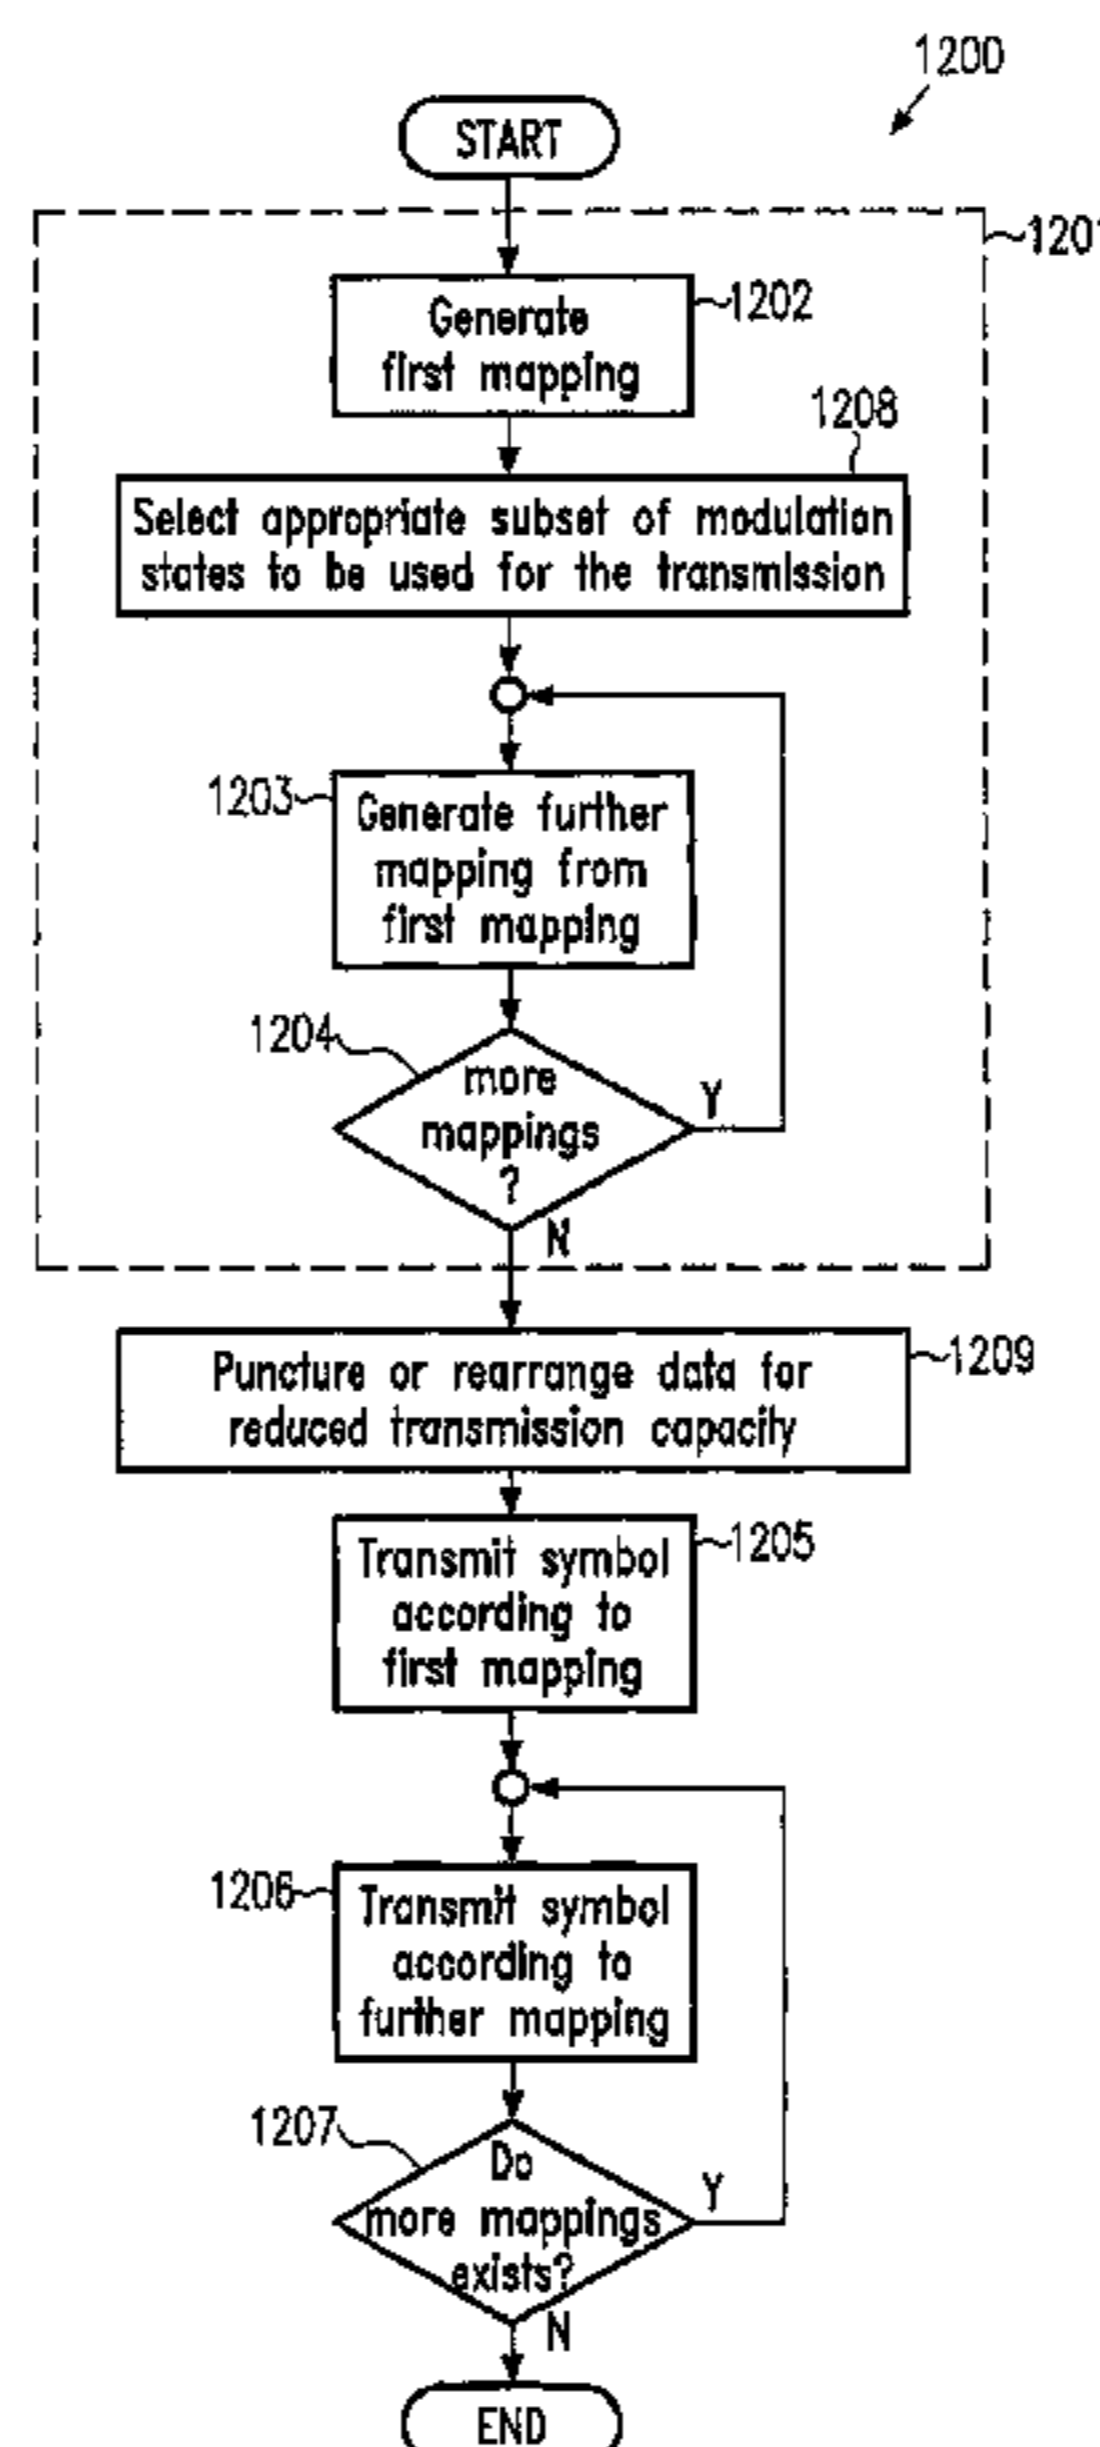 1200
START
1201
Generate
first mapping
1202
1208
Select appropriate subset of modulation
states to be used for the transmission
1203
Generate further
mapping from
first mapping
1204
more
mappings
?
Y
N
Puncture or rearrange data for
reduced transmission capacity
1209
Transmit symbol
according to
first mapping
1205
1206
Transmit symbol
according to
further mapping
1207
Do
more mappings
exists?
Y
N
END